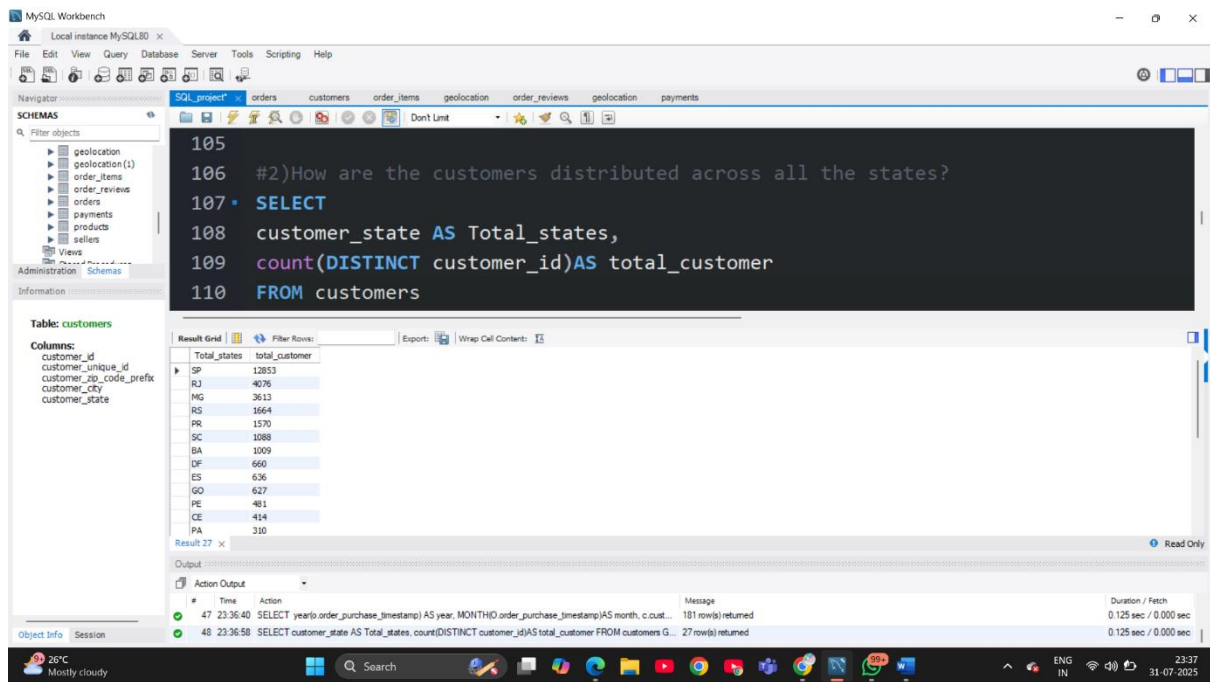 MySQL Workbench
Local instance MySQL80
File Edit View Query Database Server Tools Scripting Help
Navigator
SCHEMAS
Filter objects
geolocation
geolocation (1)
order_items
order_reviews
orders
payments
products
sellers
Views
Administration Schemas
Information
Table: customers
Columns:
customer_id
customer_unique_id
customer_zip_code_prefix
customer_city
customer_state
Object Info Session
SQL_project* orders customers order_items geolocation order_reviews geolocation payments
Don't Limit
105
106 #2)How are the customers distributed across all the states?
107 SELECT
108 customer_state AS Total_states,
109 count(DISTINCT customer_id)AS total_customer
110 FROM customers
Result Grid Filter Rows: Export: Wrap Cell Content:
Total_states total_customer
SP 12853
RJ 4076
MG 3613
RS 1664
PR 1570
SC 1088
BA 1009
DF 660
ES 636
GO 627
PE 481
CE 414
PA 310
Result 27 Read Only
Output
Action Output
# Time Action Message Duration / Fetch
47 23:36:40 SELECT year(o.order_purchase_timestamp) AS year, MONTH(O.order_purchase_timestamp)AS month, c.cust... 181 row(s) returned 0.125 sec / 0.000 sec
48 23:36:58 SELECT customer_state AS Total_states, count(DISTINCT customer_id)AS total_customer FROM customers G... 27 row(s) returned 0.125 sec / 0.000 sec
9+ 26°C
Mostly cloudy
Search
99+
ENG
IN
23:37
31-07-2025